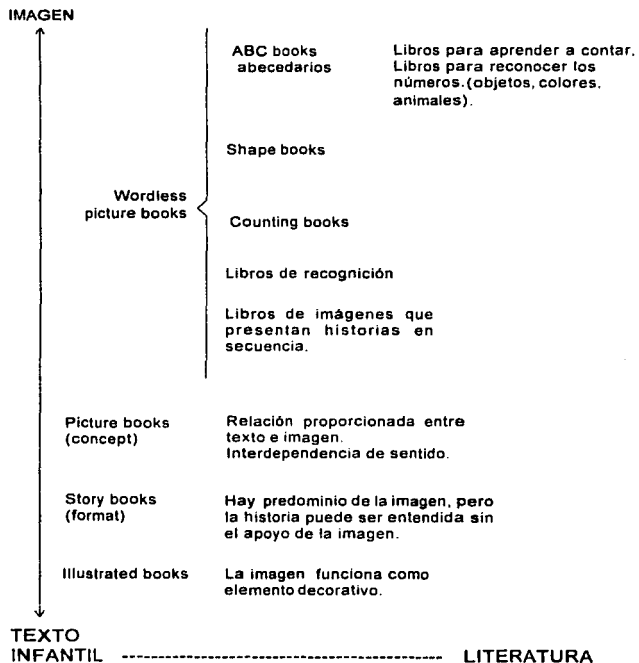 IMAGEN
ABC books
abecedarios
Libros para aprender a contar.
Libros para reconocer los
números.(objetos, colores,
animales).
Shape books
Wordless
picture books
Counting books
Libros de recognición
Libros de imágenes que
presentan historias en
secuencia.
Picture books
(concept)
Relación proporcionada entre
texto e imagen.
Interdependencia de sentido.
Story books
(format)
Hay predominio de la imagen, pero
la historia puede ser entendida sin
el apoyo de la imagen.
Illustrated books
La imagen funciona como
elemento decorativo.
TEXTO
INFANTIL ---------------------------------- LITERATURA